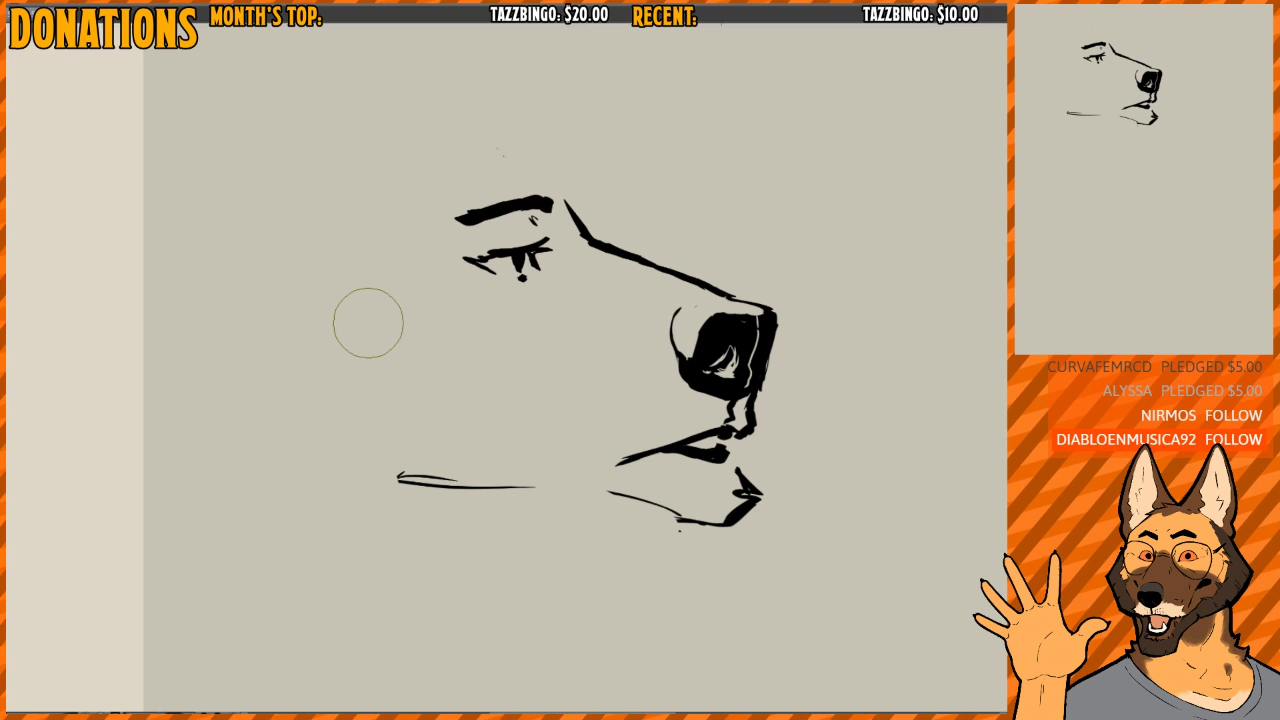 DONATIONS
MONTH'S TOP: TAZZBINGO: $20.00 RECENT: TAZZBINGO: $10.00
CURVAFEMRCD PLEDGED $5.00
ALYSSA PLEDGED $5.00
NIRMOS FOLLOW
DIABLOENMUSICA92 FOLLOW